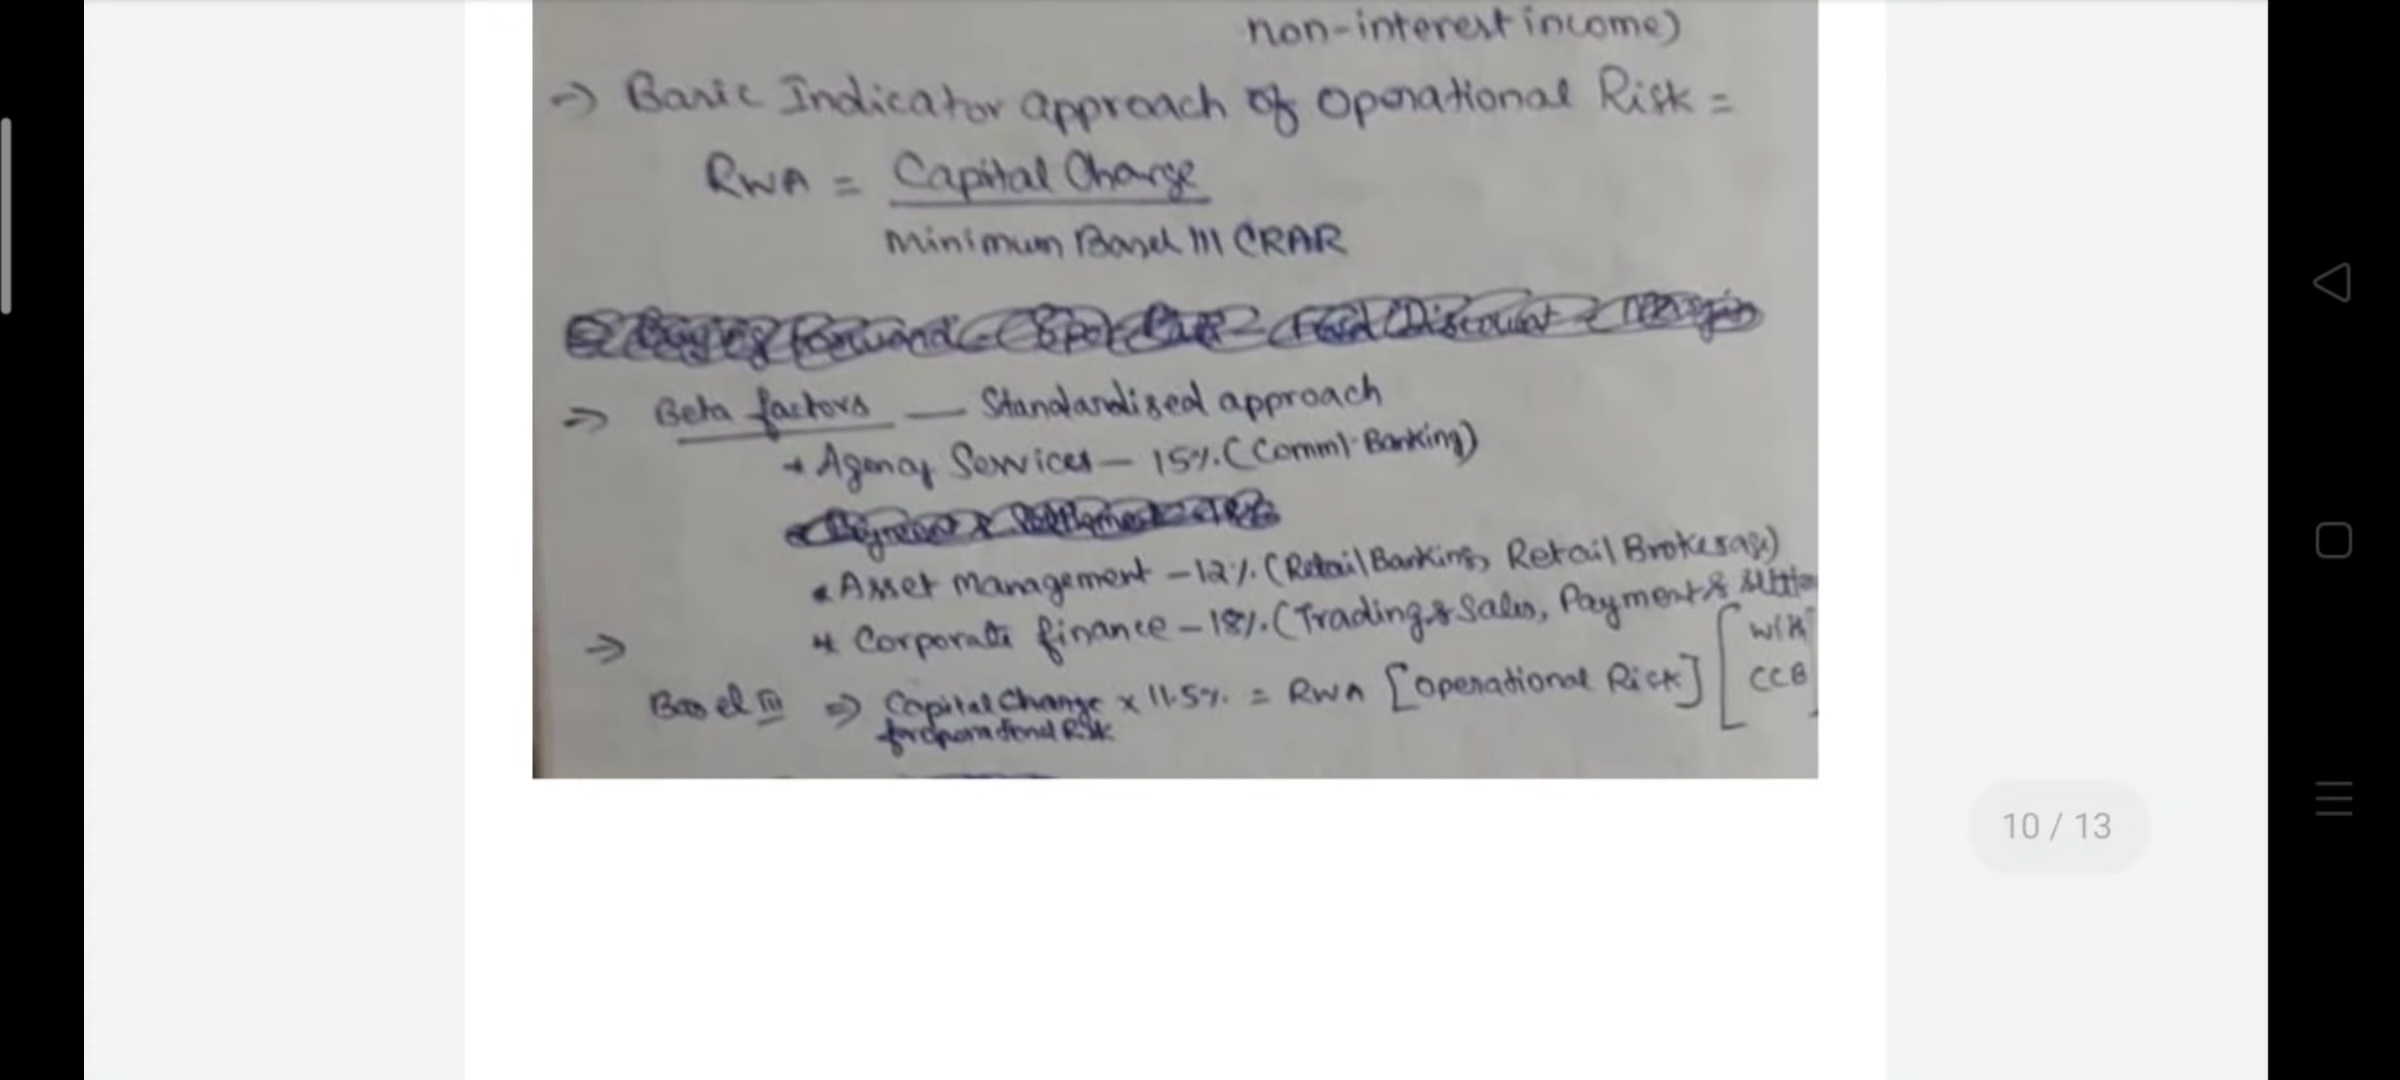 non-interest income)
→ Basic Indicator approach of Operational Risk =
RWA = Capital Charge
Minimum Basel III CRAR
⇒ Beta factors — Standardised approach
* Agency Services – 15%. (Comml. Banking)
* Asset Management – 12%. (Retail Banking, Retail Brokerage)
* Corporate finance – 18%. (Trading & Sales, Payment &
⇒
Basel III ⇒ Capital Charge x 11.5%. = RWA [Operational Risk]
for operational Risk
CCB
10 / 13